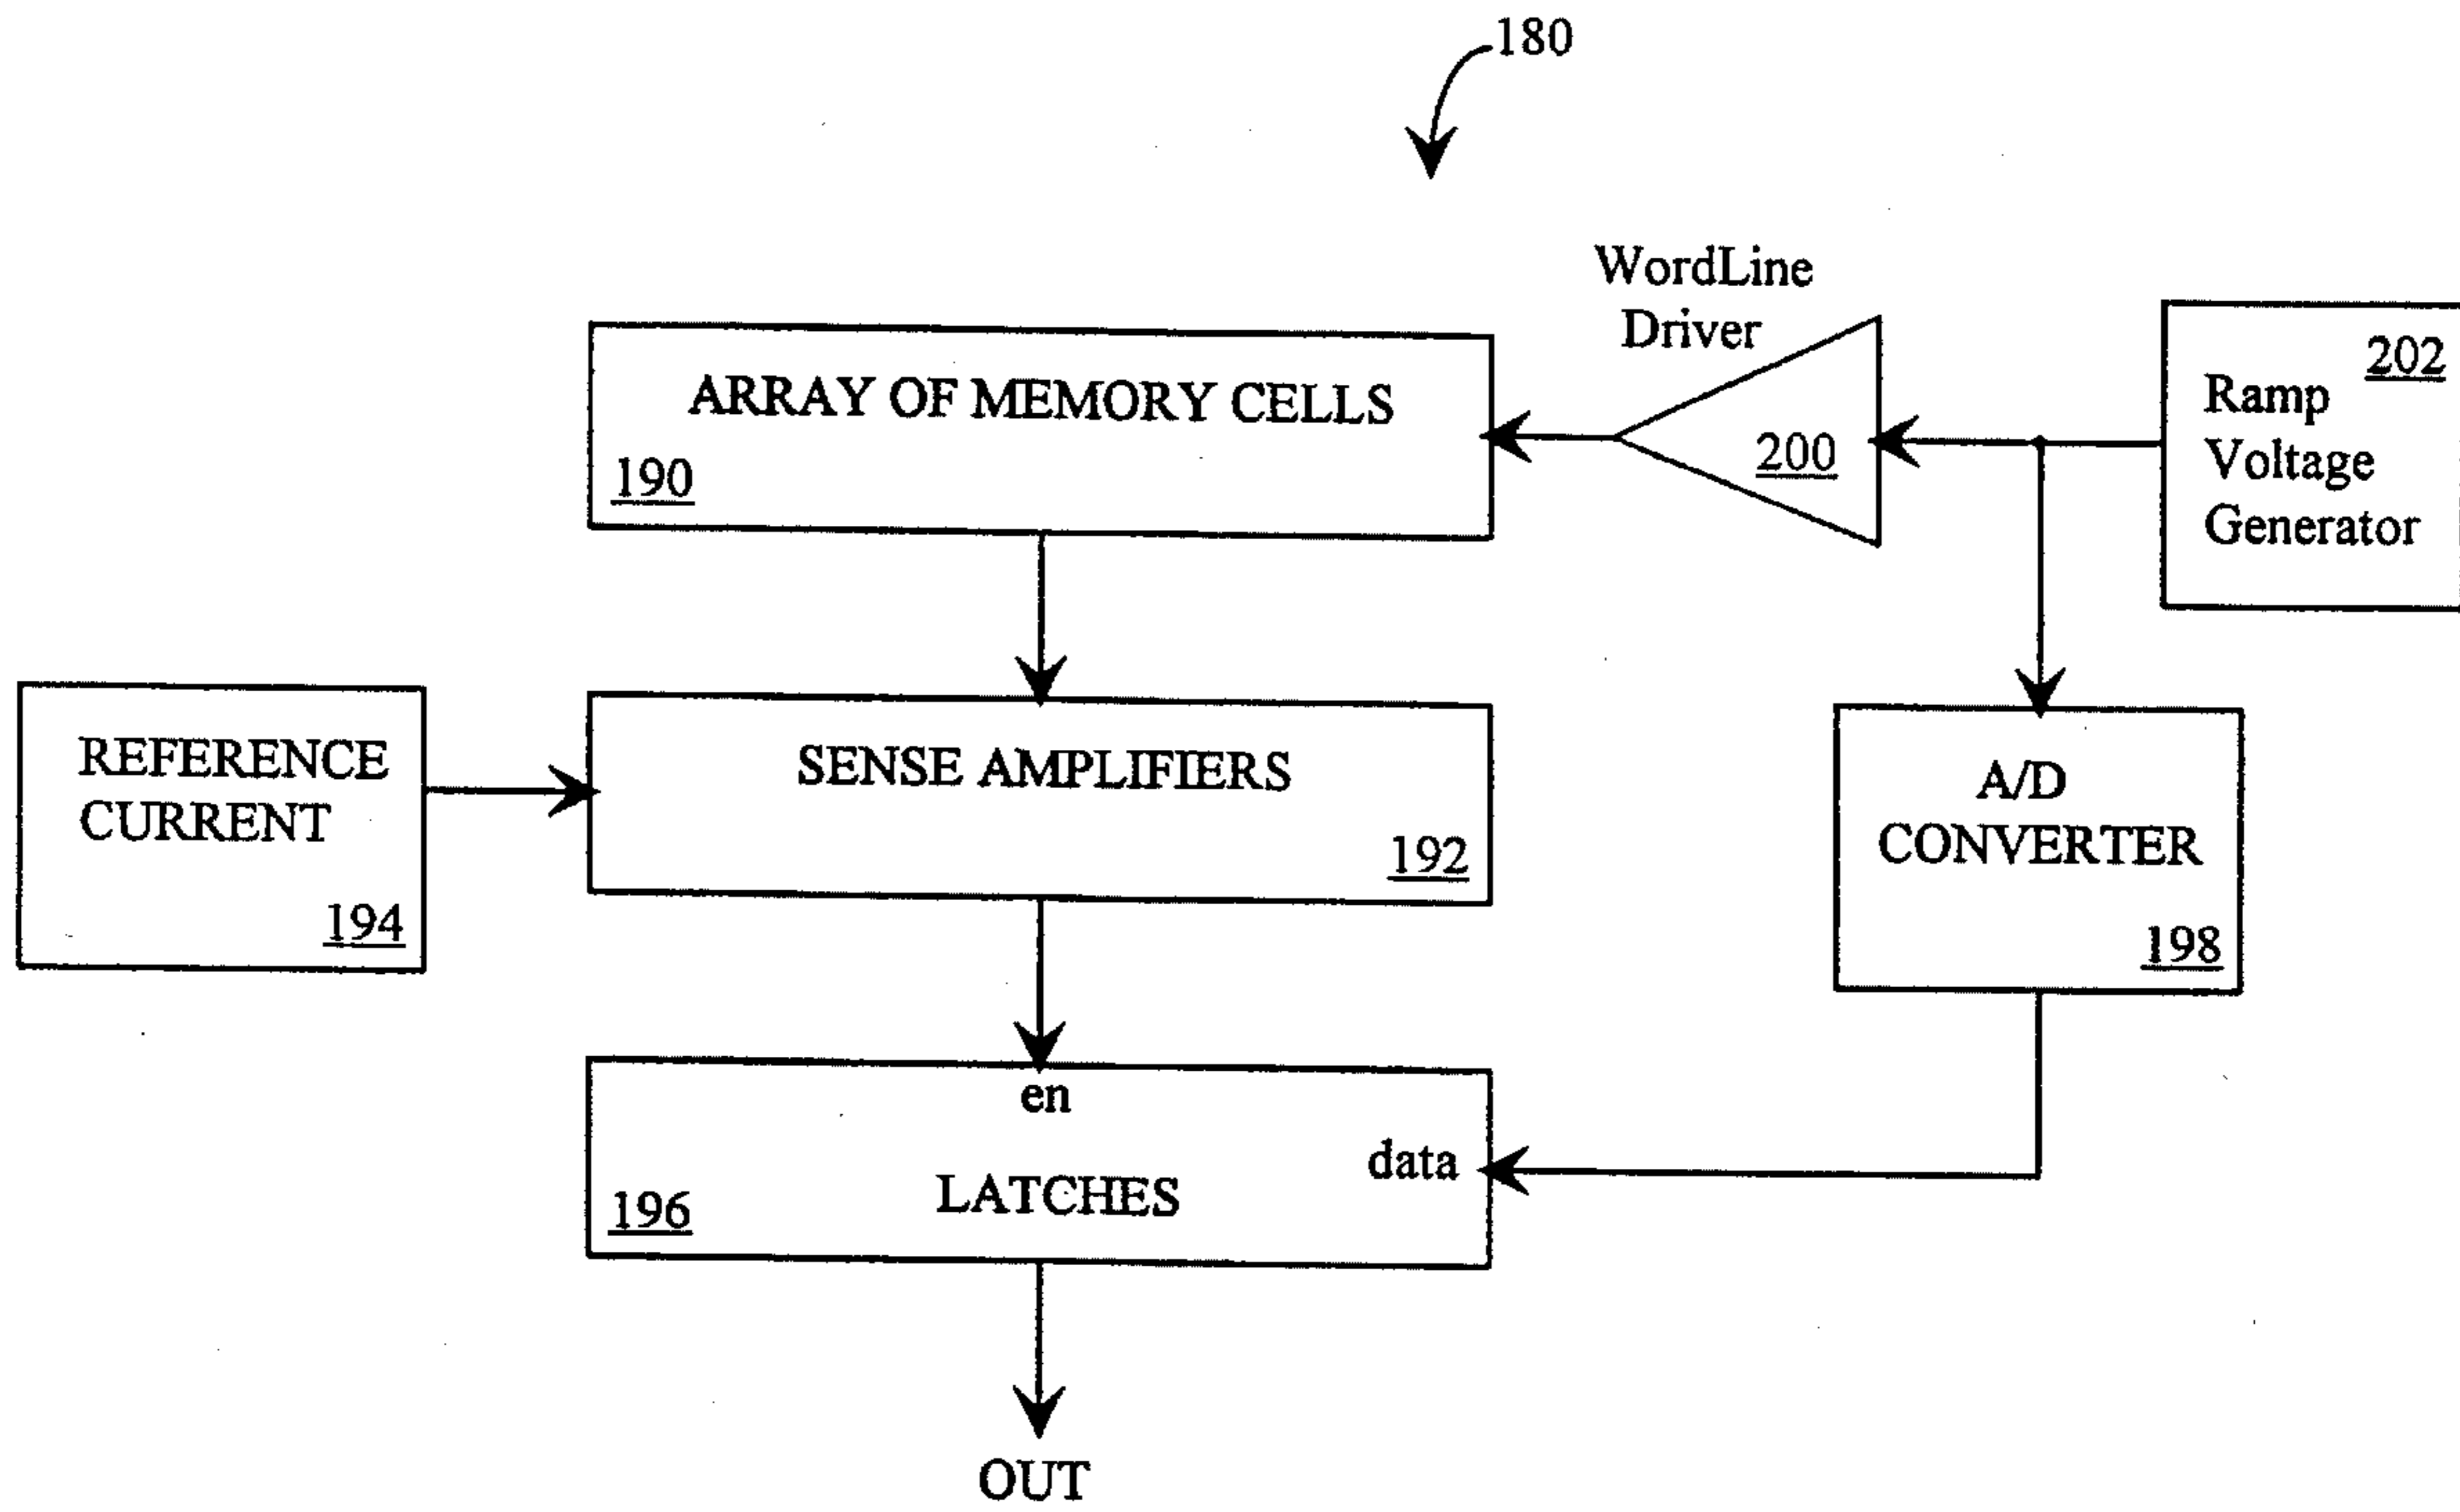 180
WordLine
Driver
200
202
Ramp
Voltage
Generator
ARRAY OF MEMORY CELLS
190
REFERENCE
CURRENT
194
SENSE AMPLIFIERS
192
A/D
CONVERTER
198
en
data
LATCHES
196
OUT